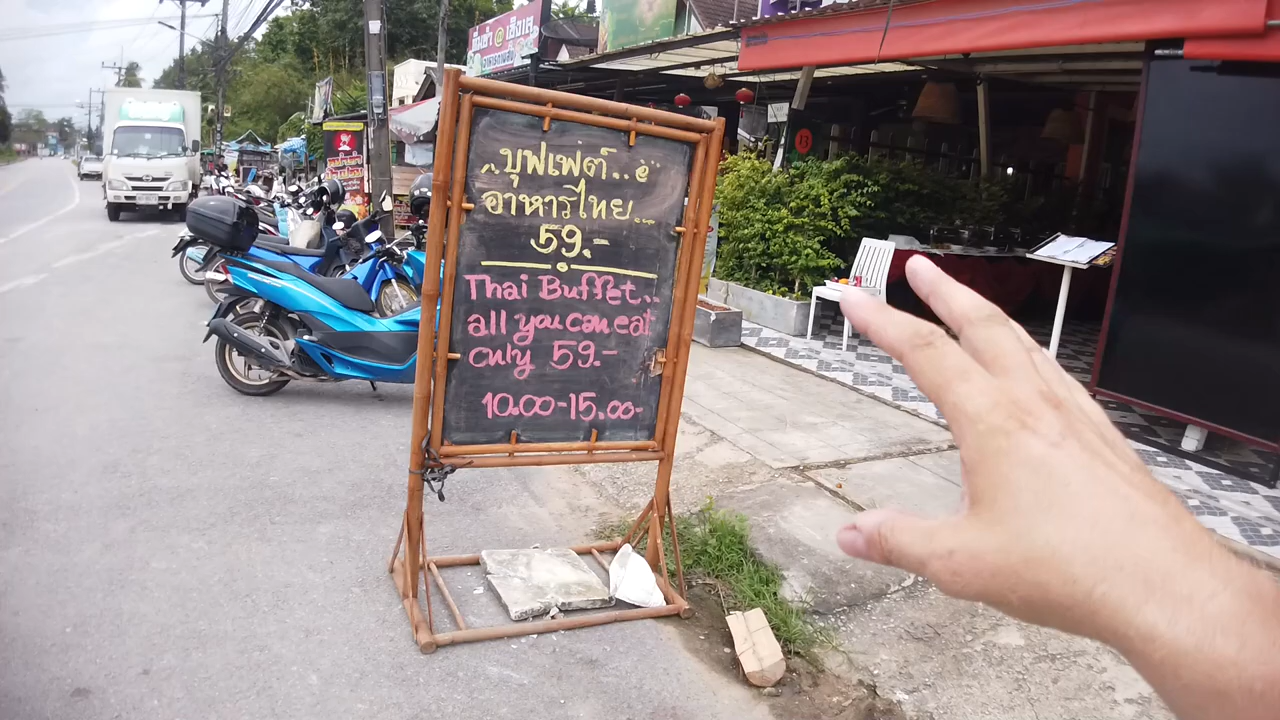 บุฟเฟต์..
อาหารไทย...
59.-
Thai Buffet..
all you can eat
only 59.-
10.00-15.00-
13